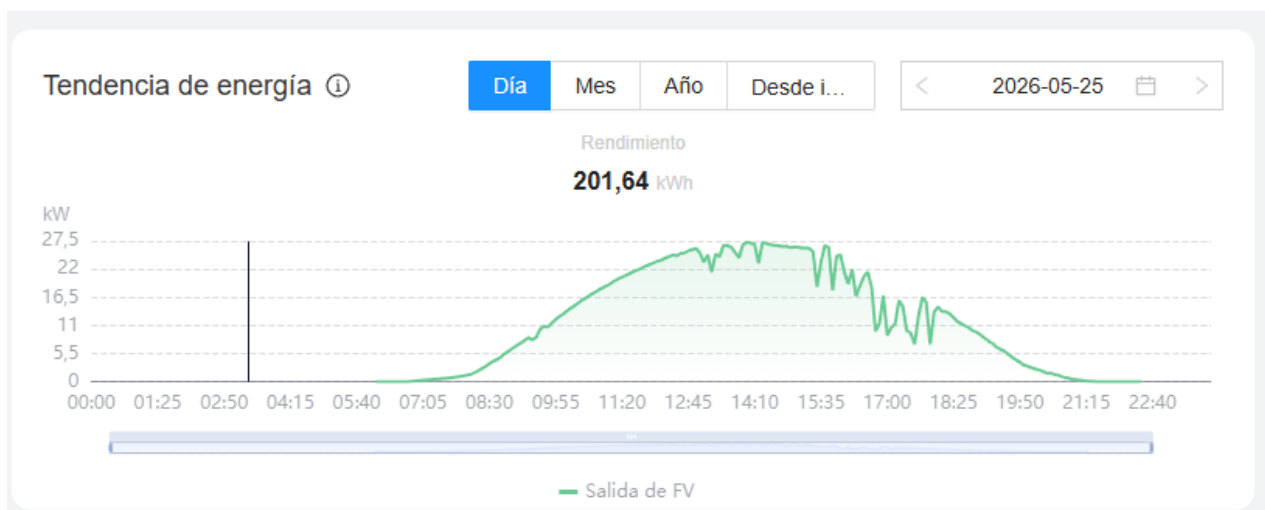 Tendencia de energía
Día Mes Año Desde i...
2026-05-25
Rendimiento
201,64 kWh
kW
27,5
22
16,5
11
5,5
0
00:00 01:25 02:50 04:15 05:40 07:05 08:30 09:55 11:20 12:45 14:10 15:35 17:00 18:25 19:50 21:15 22:40
Salida de FV